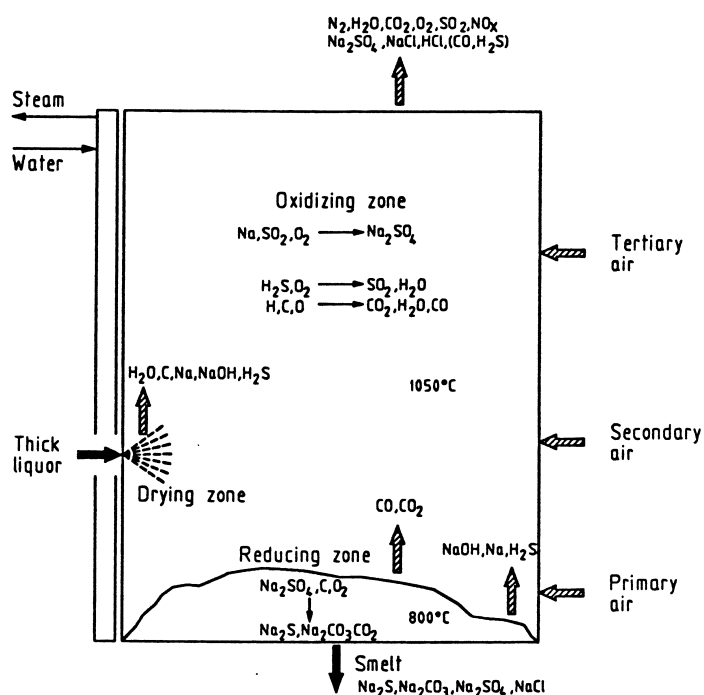 N₂,H₂O,CO₂,O₂,SO₂,NOx
Na₂SO₄,NaCl,HCl,(CO,H₂S)
Steam
Water
Oxidizing zone
Na,SO₂,O₂ → Na₂SO₄
H₂S,O₂ → SO₂,H₂O
H,C,O → CO₂,H₂O,CO
Tertiary
air
H₂O,C,Na,NaOH,H₂S
1050°C
Thick
liquor
Drying zone
Secondary
air
CO,CO₂
Reducing zone
NaOH,Na,H₂S
Na₂SO₄,C,O₂
Na₂S,Na₂CO₃CO₂
800°C
Primary
air
Smelt
Na₂S,Na₂CO₃,Na₂SO₄,NaCl